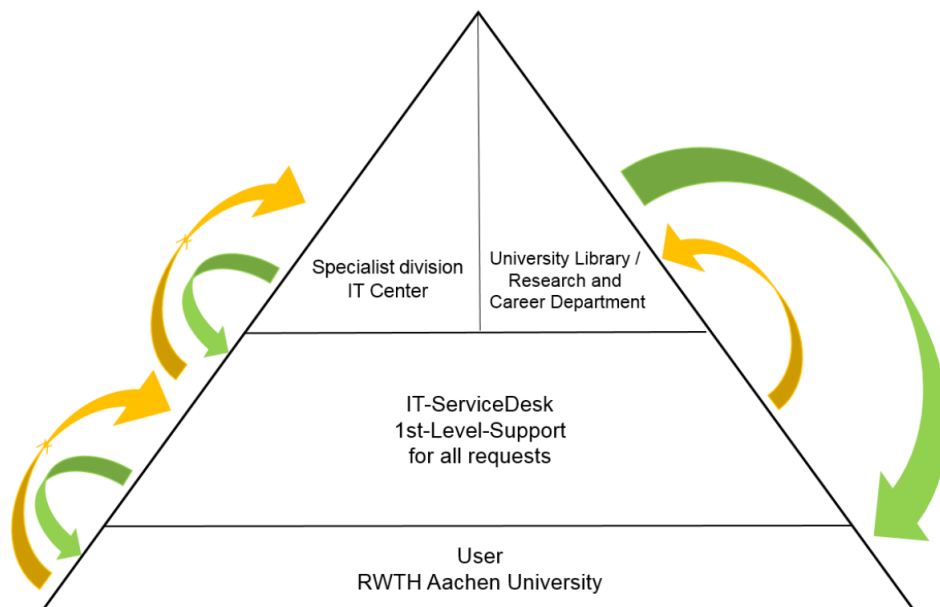 Specialist division
IT Center
University Library /
Research and
Career Department
IT-ServiceDesk
1st-Level-Support
for all requests
User
RWTH Aachen University